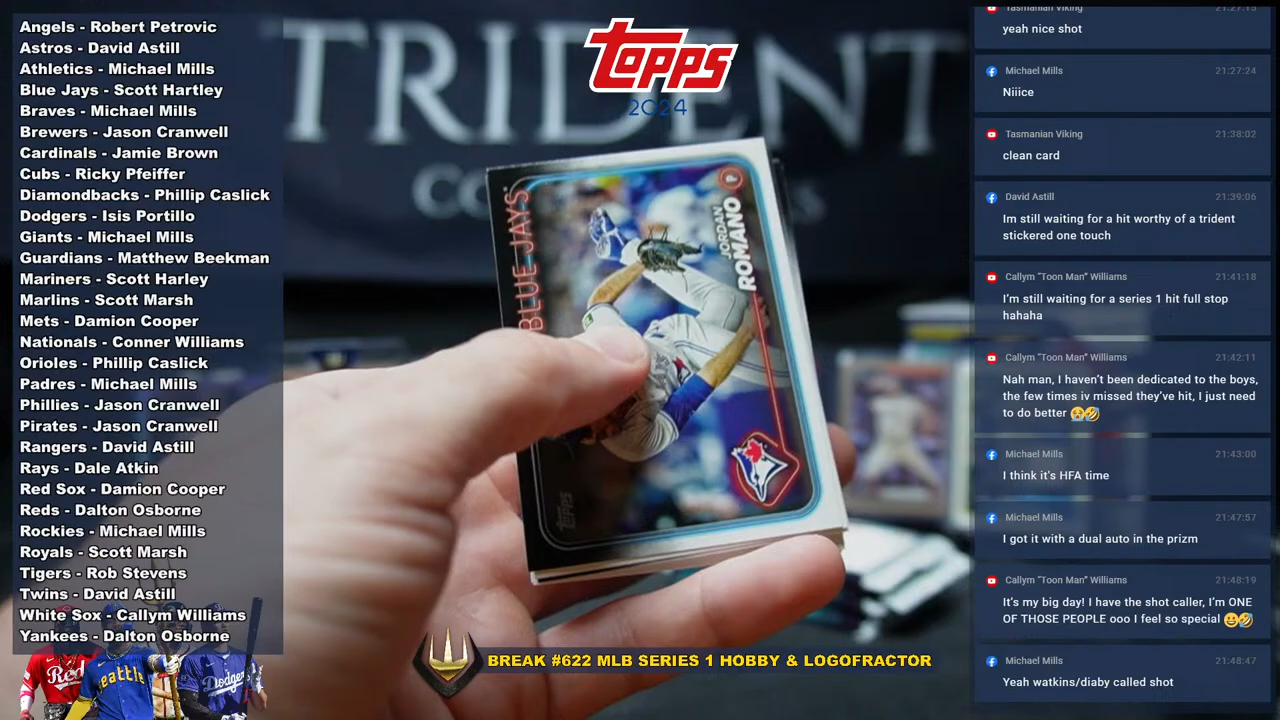 Angels - Robert Petrovic
Astros - David Astill
Athletics - Michael Mills
Blue Jays - Scott Hartley
Braves - Michael Mills
Brewers - Jason Cranwell
Cardinals - Jamie Brown
Cubs - Ricky Pfeiffer
Diamondbacks - Phillip Caslick
Dodgers - Isis Portillo
Giants - Michael Mills
Guardians - Matthew Beekman
Manners - Scott Harley
Marlins - Scott Marsh
Mets - Damion Cooper
Nationals - Conner Williams
Orioles - Phillip Caslick
Padres - Michael Mills
Phillies - Jason Cranwell
Pirates - Jason Cranwell
Rangers - David Astill
Rays - Dale Atkin
Red Sox - Damion Cooper
Reds - Dalton Osborne
Rockies - Michael Mills
Royals - Scott Marsh
Tigers - Rob Stevens
Twins - David Astill
White Sox - Callym Williams
Yankees - Dalton Osborne
Red
seattle
Dodgers
TRIDENT
CO
topps
2024
BLUE JAYS
JORDAN
ROMANO
P
topps
BREAK #622 MLB SERIES 1 HOBBY & LOGOFRACTOR
Tasmanian Viking 21:27:15
yeah nice shot
Michael Mills 21:27:24
Niiice
Tasmanian Viking 21:38:02
clean card
David Astill 21:39:06
Im still waiting for a hit worthy of a trident
stickered one touch
Callym “Toon Man” Williams 21:41:18
I’m still waiting for a series 1 hit full stop
hahaha
Callym “Toon Man” Williams 21:42:11
Nah man, I haven’t been dedicated to the boys,
the few times iv missed they’ve hit, I just need
to do better 😭🤣
Michael Mills 21:43:00
I think it's HFA time
Michael Mills 21:47:57
I got it with a dual auto in the prizm
Callym “Toon Man” Williams 21:48:19
It’s my big day! I have the shot caller, I’m ONE
OF THOSE PEOPLE ooo I feel so special 😄🤣
Michael Mills 21:48:47
Yeah watkins/diaby called shot